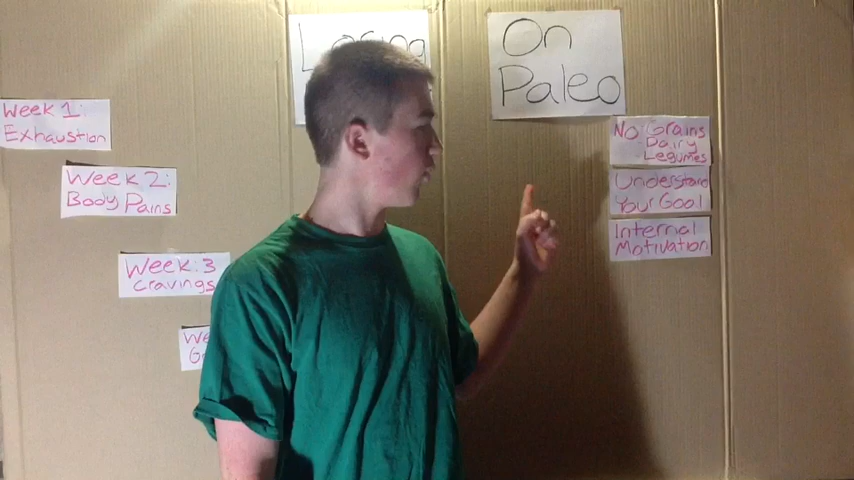 Losing
On
Paleo
Week 1:
Exhaustion
Week 2:
Body Pains
Week 3
Cravings
No Grains
Dairy
Legumes
Understand
Your Goal
Internal
Motivation